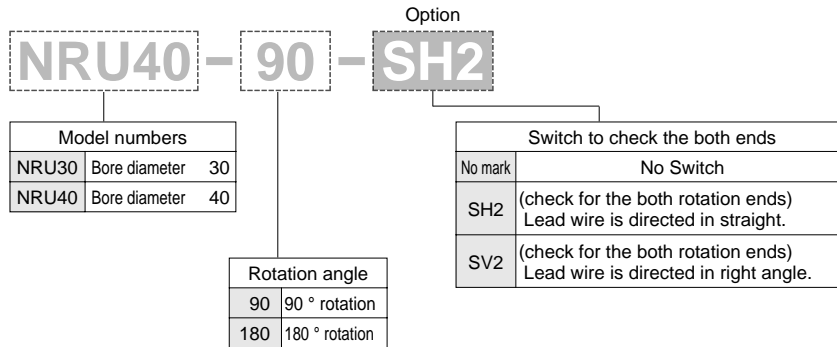 Option
NRU40 - 90 - SH2
Model numbers
NRU30 Bore diameter 30
NRU40 Bore diameter 40
Switch to check the both ends
No mark No Switch
SH2 (check for the both rotation ends)
Lead wire is directed in straight.
SV2 (check for the both rotation ends)
Lead wire is directed in right angle.
Rotation angle
90 90 ° rotation
180 180 ° rotation